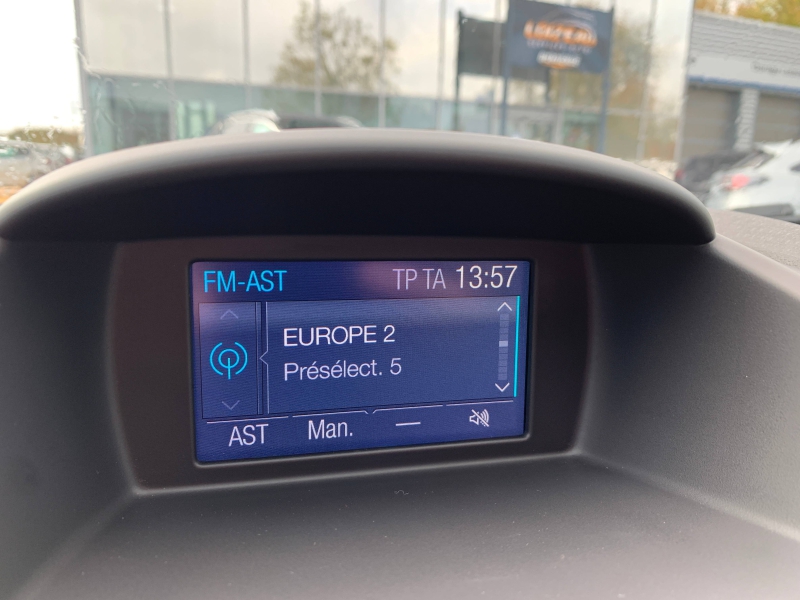 FM-AST TP TA 13:57
EUROPE 2
Présélect. 5
AST Man. —